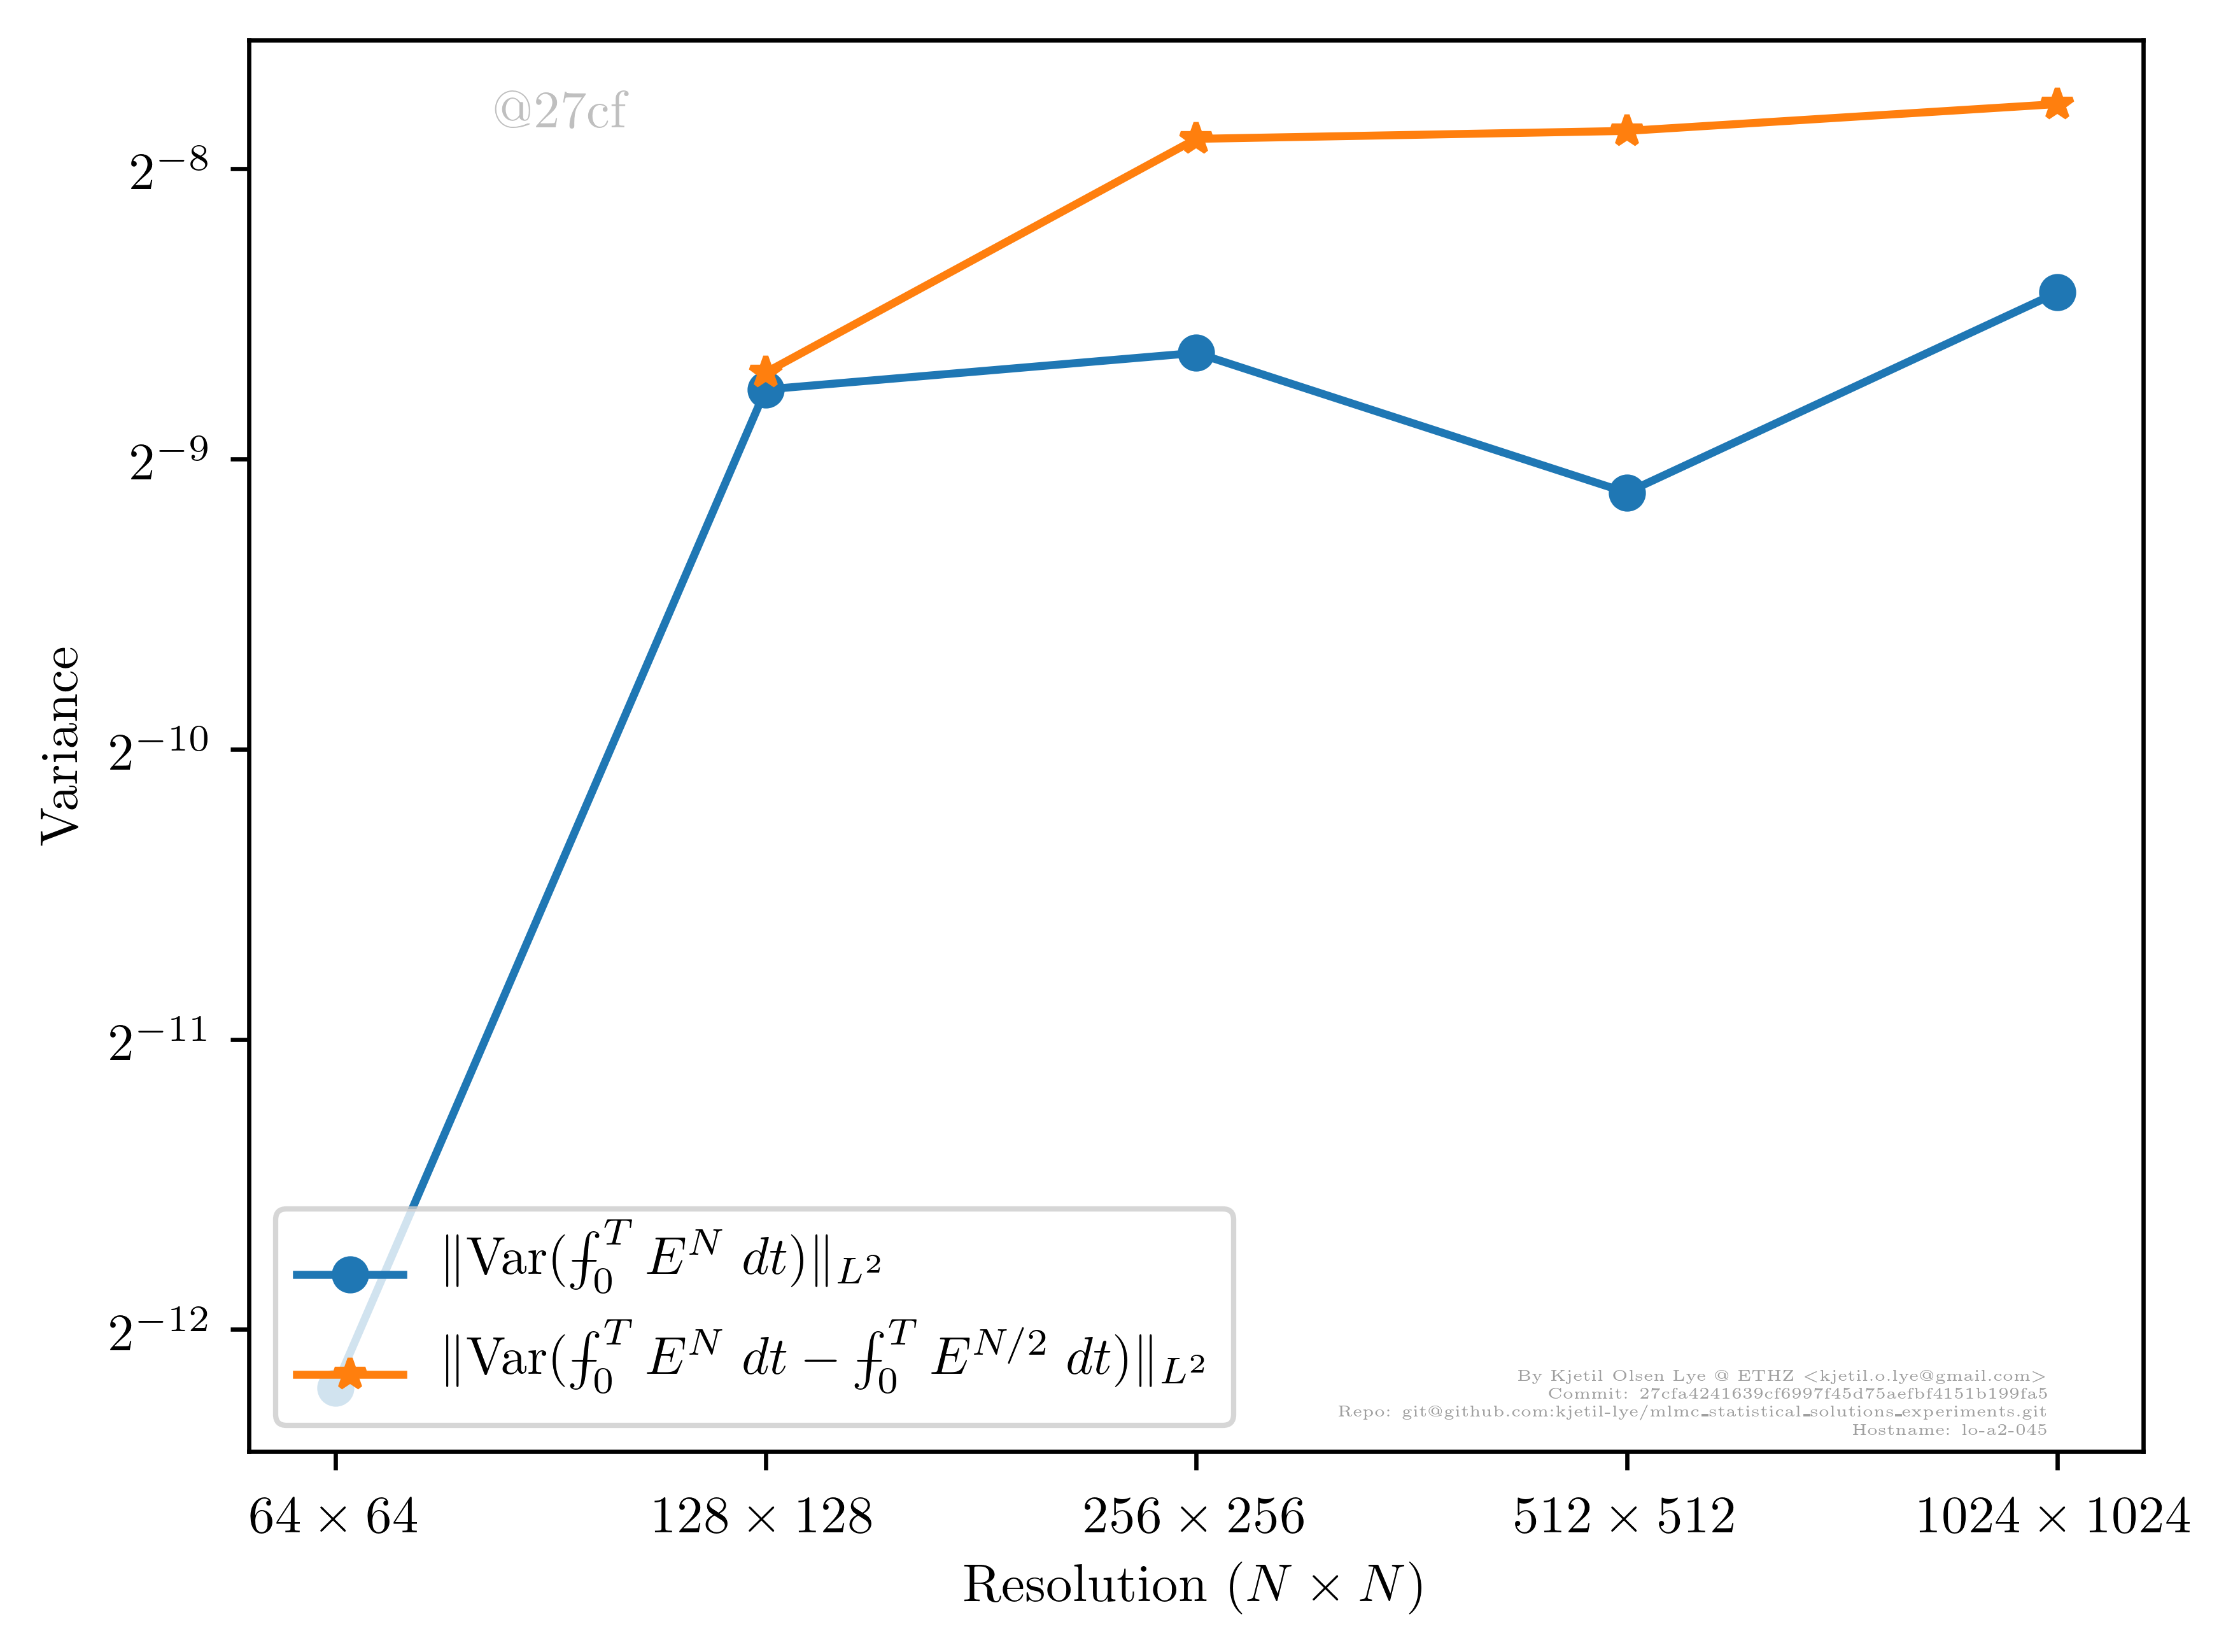 @27cf
2^{-8}
2^{-9}
2^{-10}
2^{-11}
2^{-12}
Variance
‖Var(⨍_0^T E^N dt)‖_{L^2}
‖Var(⨍_0^T E^N dt − ⨍_0^T E^{N/2} dt)‖_{L^2}
By Kjetil Olsen Lye @ ETHZ <kjetil.o.lye@gmail.com>
Commit: 27cfa4241639cf6997f45d75aefbf4151b199fa5
Repo: git@github.com:kjetil-lye/mlmc_statistical_solutions_experiments.git
Hostname: lo-a2-045
64 × 64 128 × 128 256 × 256 512 × 512 1024 × 1024
Resolution (N × N)